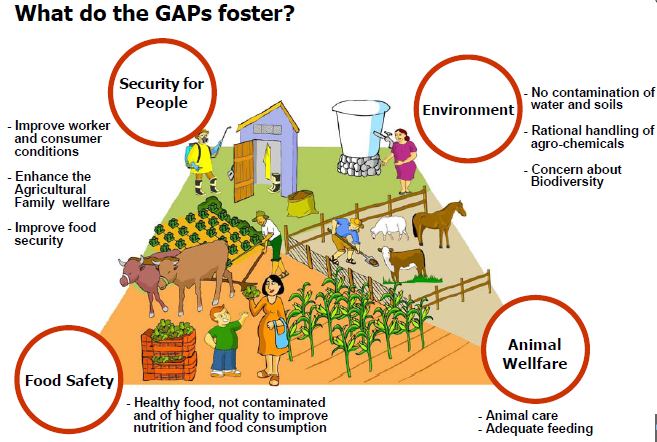 What do the GAPs foster?
Security for
People
- Improve worker
and consumer
conditions
- Enhance the
Agricultural
Family wellfare
- Improve food
security
Environment
- No contamination of
water and soils
- Rational handling of
agro-chemicals
- Concern about
Biodiversity
Food Safety
- Healthy food, not contaminated
and of higher quality to improve
nutrition and food consumption
Animal
Wellfare
- Animal care
- Adequate feeding